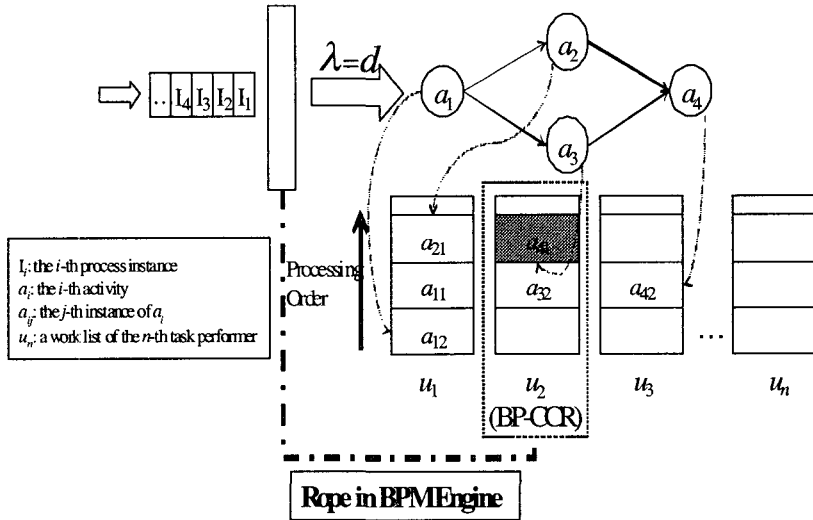 λ=d
... I₄ I₃ I₂ I₁
a₁
a₂
a₃
a₄
Iᵢ: the i-th process instance
aᵢ: the i-th activity
aᵢⱼ: the j-th instance of aᵢ
uₙ: a work list of the n-th task performer
Processing
Order
a₂₁
a₁₁ a₃₂ a₄₂
a₁₂
...
u₁ u₂ u₃ uₙ
(BP-CCR)
Rope in BPM Engine